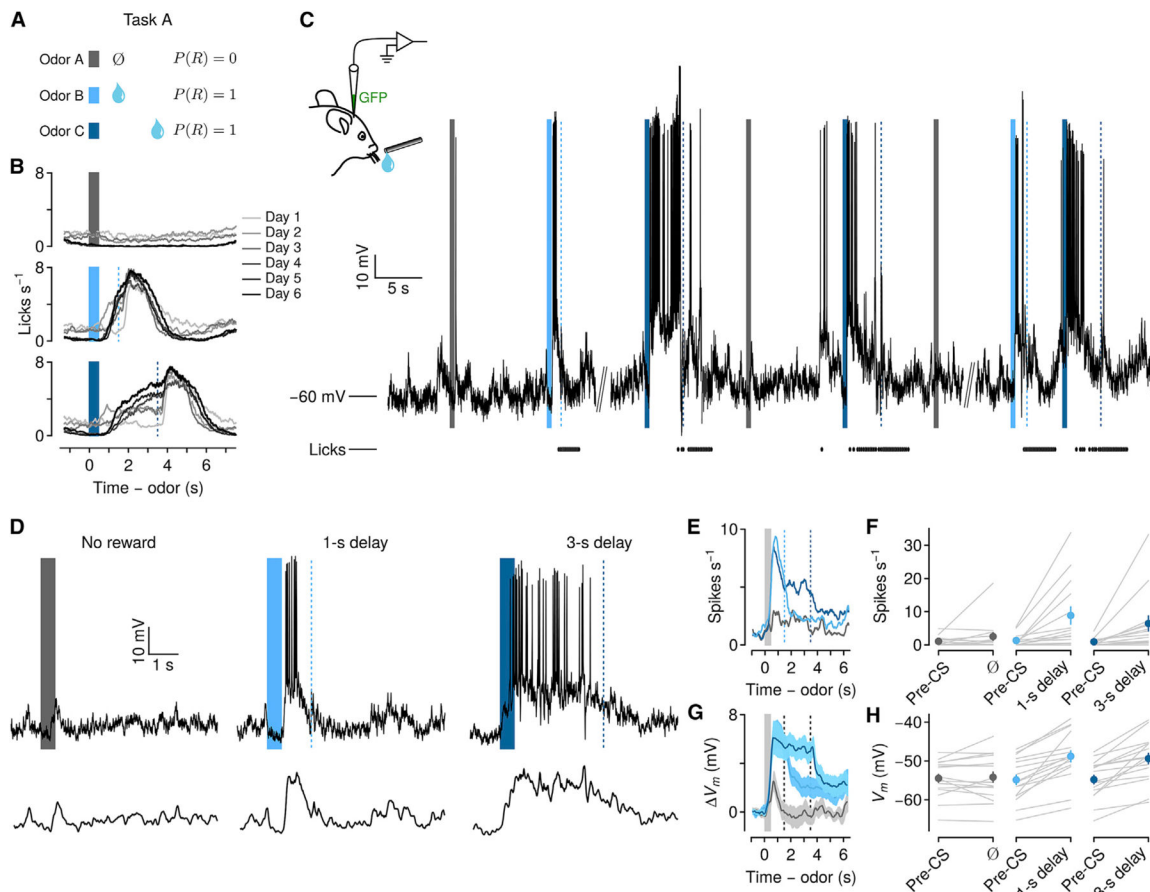 A
Task A
Odor A Ø P(R) = 0
Odor B P(R) = 1
Odor C P(R) = 1
B
8
0
8
Licks s⁻¹
0
8
0
0 2 4 6
Time – odor (s)
Day 1
Day 2
Day 3
Day 4
Day 5
Day 6
C
GFP
10 mV
5 s
−60 mV
Licks
D
No reward
1-s delay
3-s delay
10 mV
1 s
E
10
Spikes s⁻¹
0
0 2 4 6
Time – odor (s)
F
30
20
10
0
Spikes s⁻¹
Pre-CS
Ø
Pre-CS
1-s delay
Pre-CS
3-s delay
G
8
ΔVm (mV)
0
0 2 4 6
Time – odor (s)
H
−40
−50
−60
Vm (mV)
Pre-CS
Ø
Pre-CS
1-s delay
Pre-CS
3-s delay